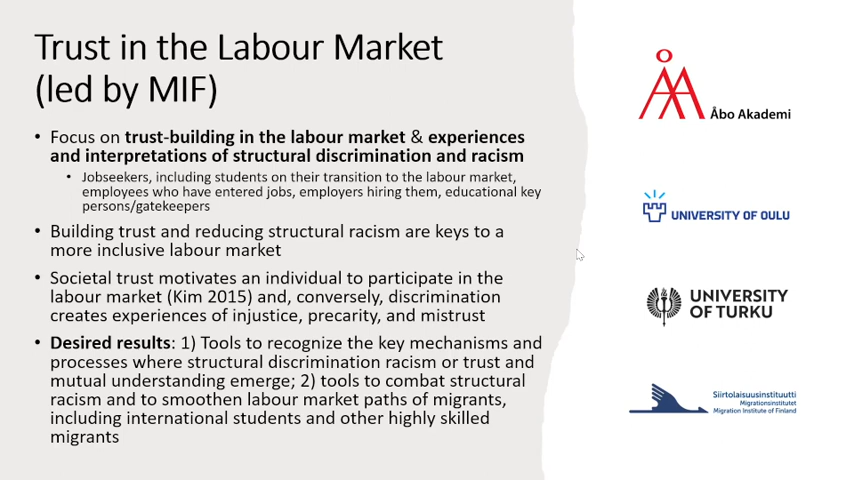 Trust in the Labour Market
(led by MIF)
• Focus on trust-building in the labour market & experiences
and interpretations of structural discrimination and racism
• Jobseekers, including students on their transition to the labour market,
employees who have entered jobs, employers hiring them, educational key
persons/gatekeepers
• Building trust and reducing structural racism are keys to a
more inclusive labour market
• Societal trust motivates an individual to participate in the
labour market (Kim 2015) and, conversely, discrimination
creates experiences of injustice, precarity, and mistrust
• Desired results: 1) Tools to recognize the key mechanisms and
processes where structural discrimination racism or trust and
mutual understanding emerge; 2) tools to combat structural
racism and to smoothen labour market paths of migrants,
including international students and other highly skilled
migrants
Åbo Akademi
UNIVERSITY OF OULU
UNIVERSITY
OF TURKU
Siirtolaisuusinstituutti
Migrationsinstitutet
Migration Institute of Finland